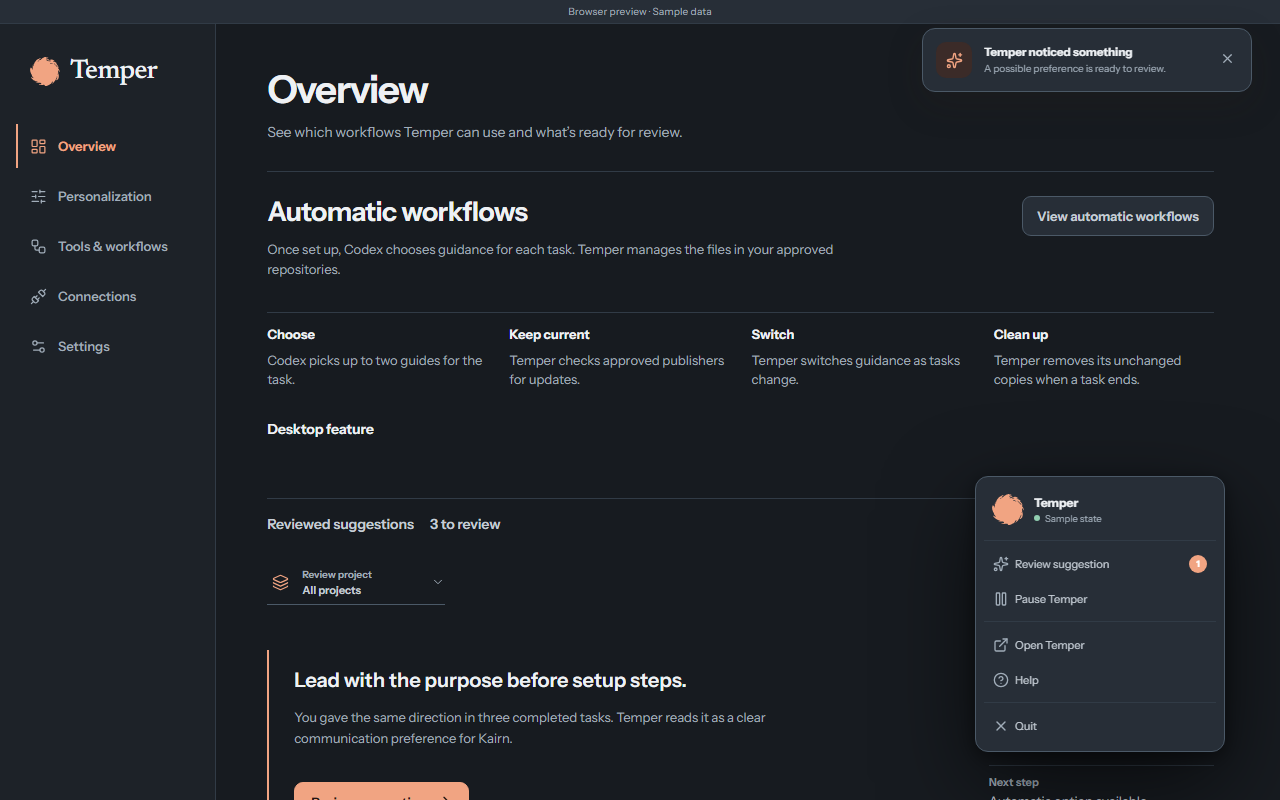 Browser preview · Sample data
Temper
Overview
Personalization
Tools & workflows
Connections
Settings
Temper noticed something
A possible preference is ready to review.
Overview
See which workflows Temper can use and what's ready for review.
Automatic workflows
View automatic workflows
Once set up, Codex chooses guidance for each task. Temper manages the files in your approved
repositories.
Choose
Codex picks up to two guides for the
task.
Keep current
Temper checks approved publishers
for updates.
Switch
Temper switches guidance as tasks
change.
Clean up
Temper removes its unchanged
copies when a task ends.
Desktop feature
Reviewed suggestions 3 to review
Review project
All projects
Lead with the purpose before setup steps.
You gave the same direction in three completed tasks. Temper reads it as a clear
communication preference for Kairn.
Temper
Sample state
Review suggestion 1
Pause Temper
Open Temper
Help
Quit
Next step